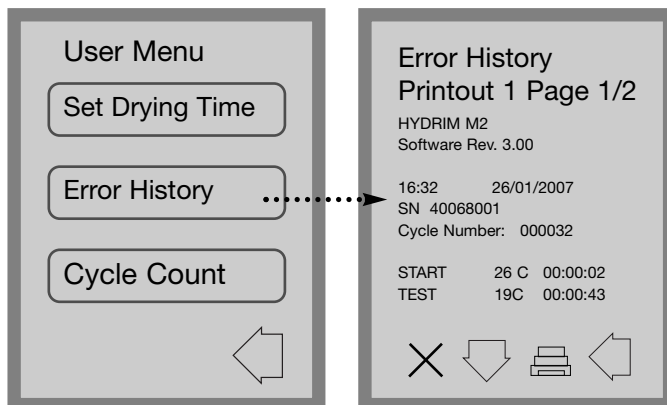 User Menu
Set Drying Time
Error History
Cycle Count
Error History
Printout 1 Page 1/2
HYDRIM M2
Software Rev. 3.00
16:32 26/01/2007
SN 40068001
Cycle Number: 000032
START 26 C 00:00:02
TEST 19C 00:00:43